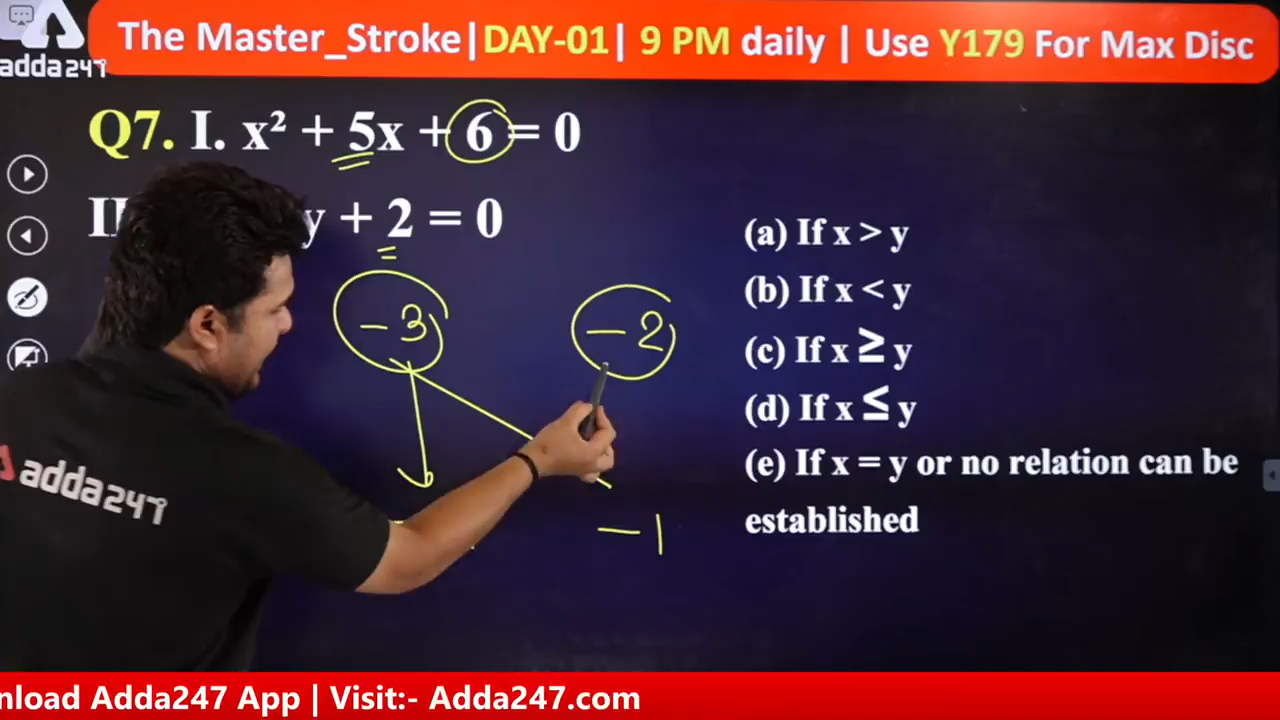 The Master_Stroke|DAY-01| 9 PM daily | Use Y179 For Max Disc
adda247
Q7. I. x² + 5x + 6 = 0
y + 2 = 0
(a) If x > y
(b) If x < y
(c) If x ≥ y
(d) If x ≤ y
(e) If x = y or no relation can be
established
-3
-2
-1
adda247
nload Adda247 App | Visit:- Adda247.com